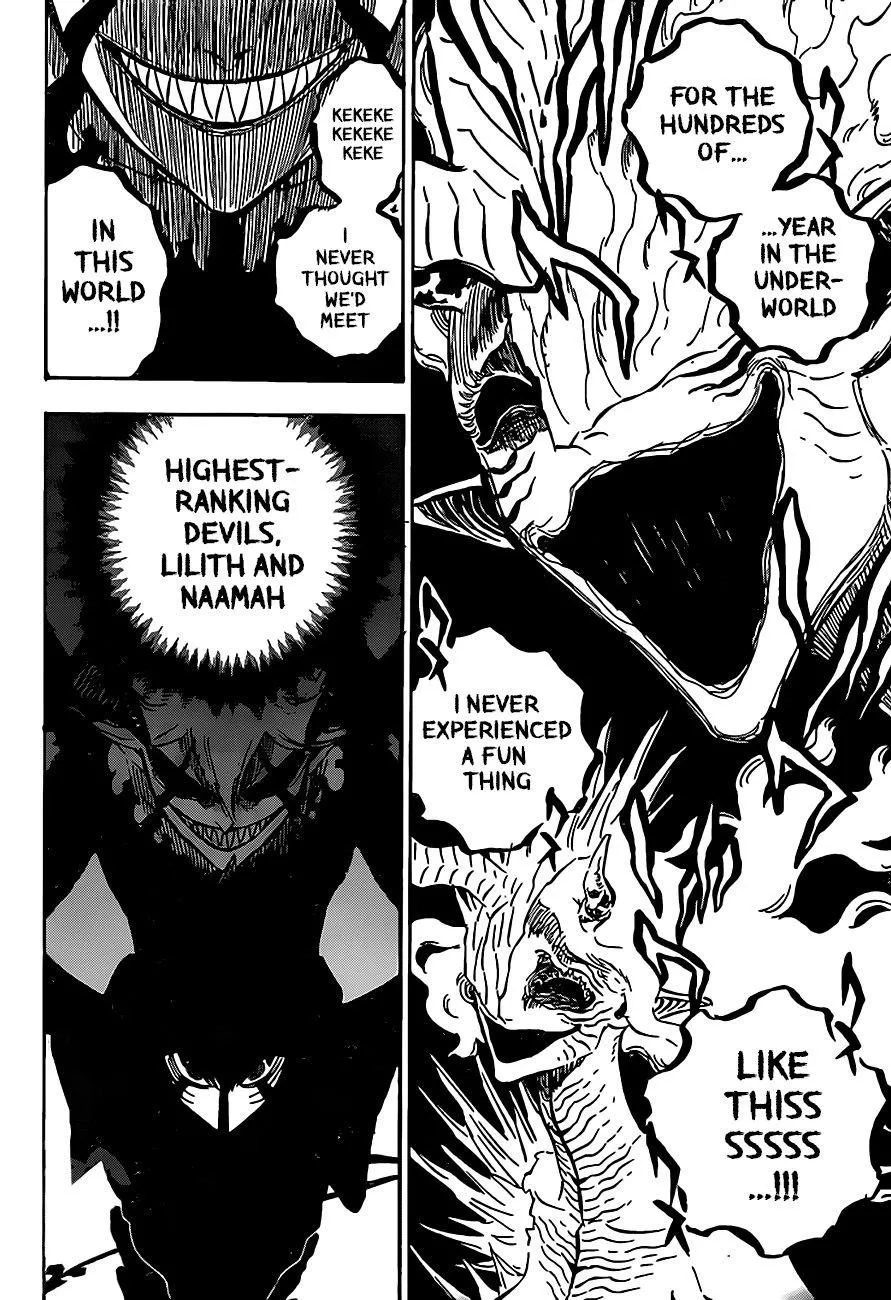 FOR THE
HUNDREDS
OF...
...YEAR
IN THE
UNDER-
WORLD
I NEVER
EXPERIENCED
A FUN
THING
LIKE
THISS
SSSSS
...!!!
KEKEKE
KEKEKE
KEKE
I
NEVER
THOUGHT
WE'D
MEET
IN
THIS
WORLD
...!!
HIGHEST-
RANKING
DEVILS,
LILITH AND
NAAMAH